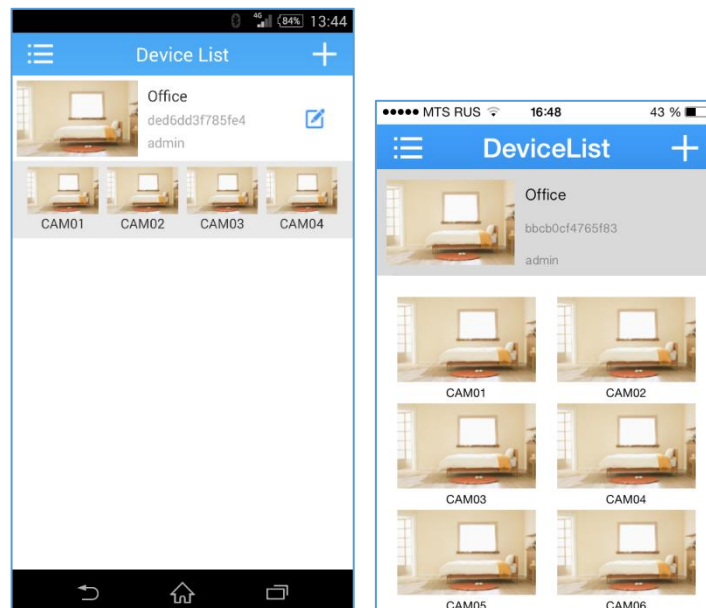 4G 84% 13:44
Device List
Office
ded6dd3f785fe4
admin
CAM01 CAM02 CAM03 CAM04
MTS RUS 16:48 43 %
DeviceList
Office
bbcb0cf4765f83
admin
CAM01 CAM02
CAM03 CAM04
CAM05 CAM06